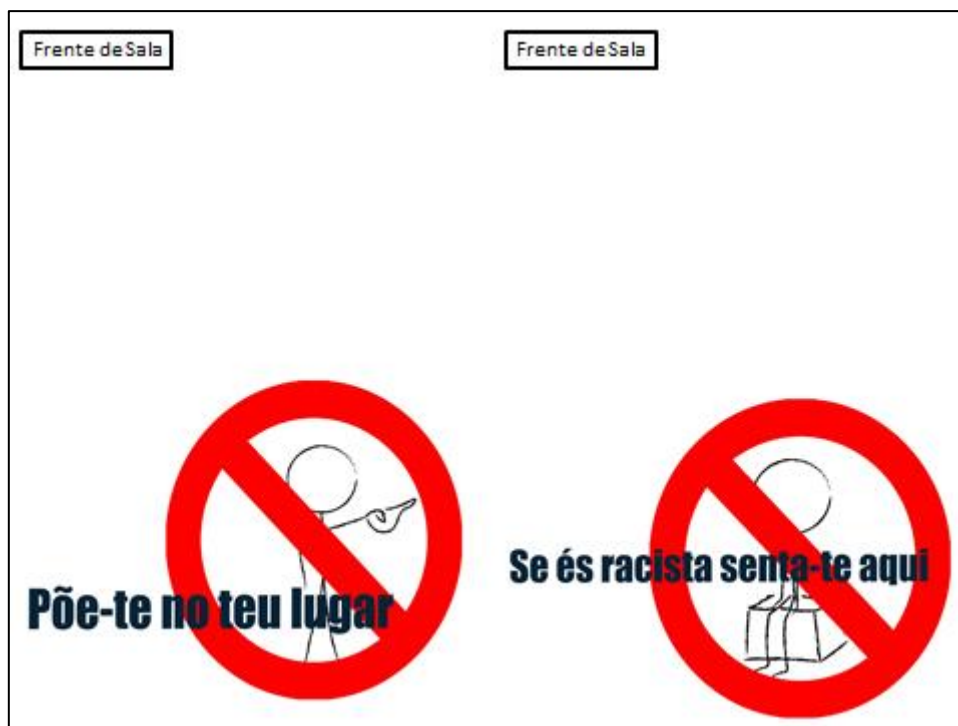 Frente de Sala
Frente de Sala
Põe-te no teu lugar
Se és racista senta-te aqui